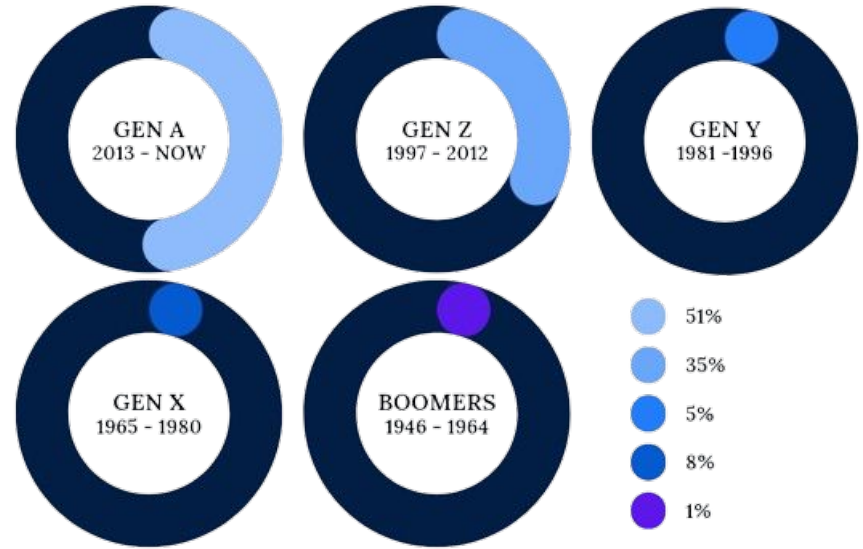 GEN A
2013 - NOW
GEN Z
1997 - 2012
GEN Y
1981 -1996
GEN X
1965 - 1980
BOOMERS
1946 - 1964
51%
35%
5%
8%
1%